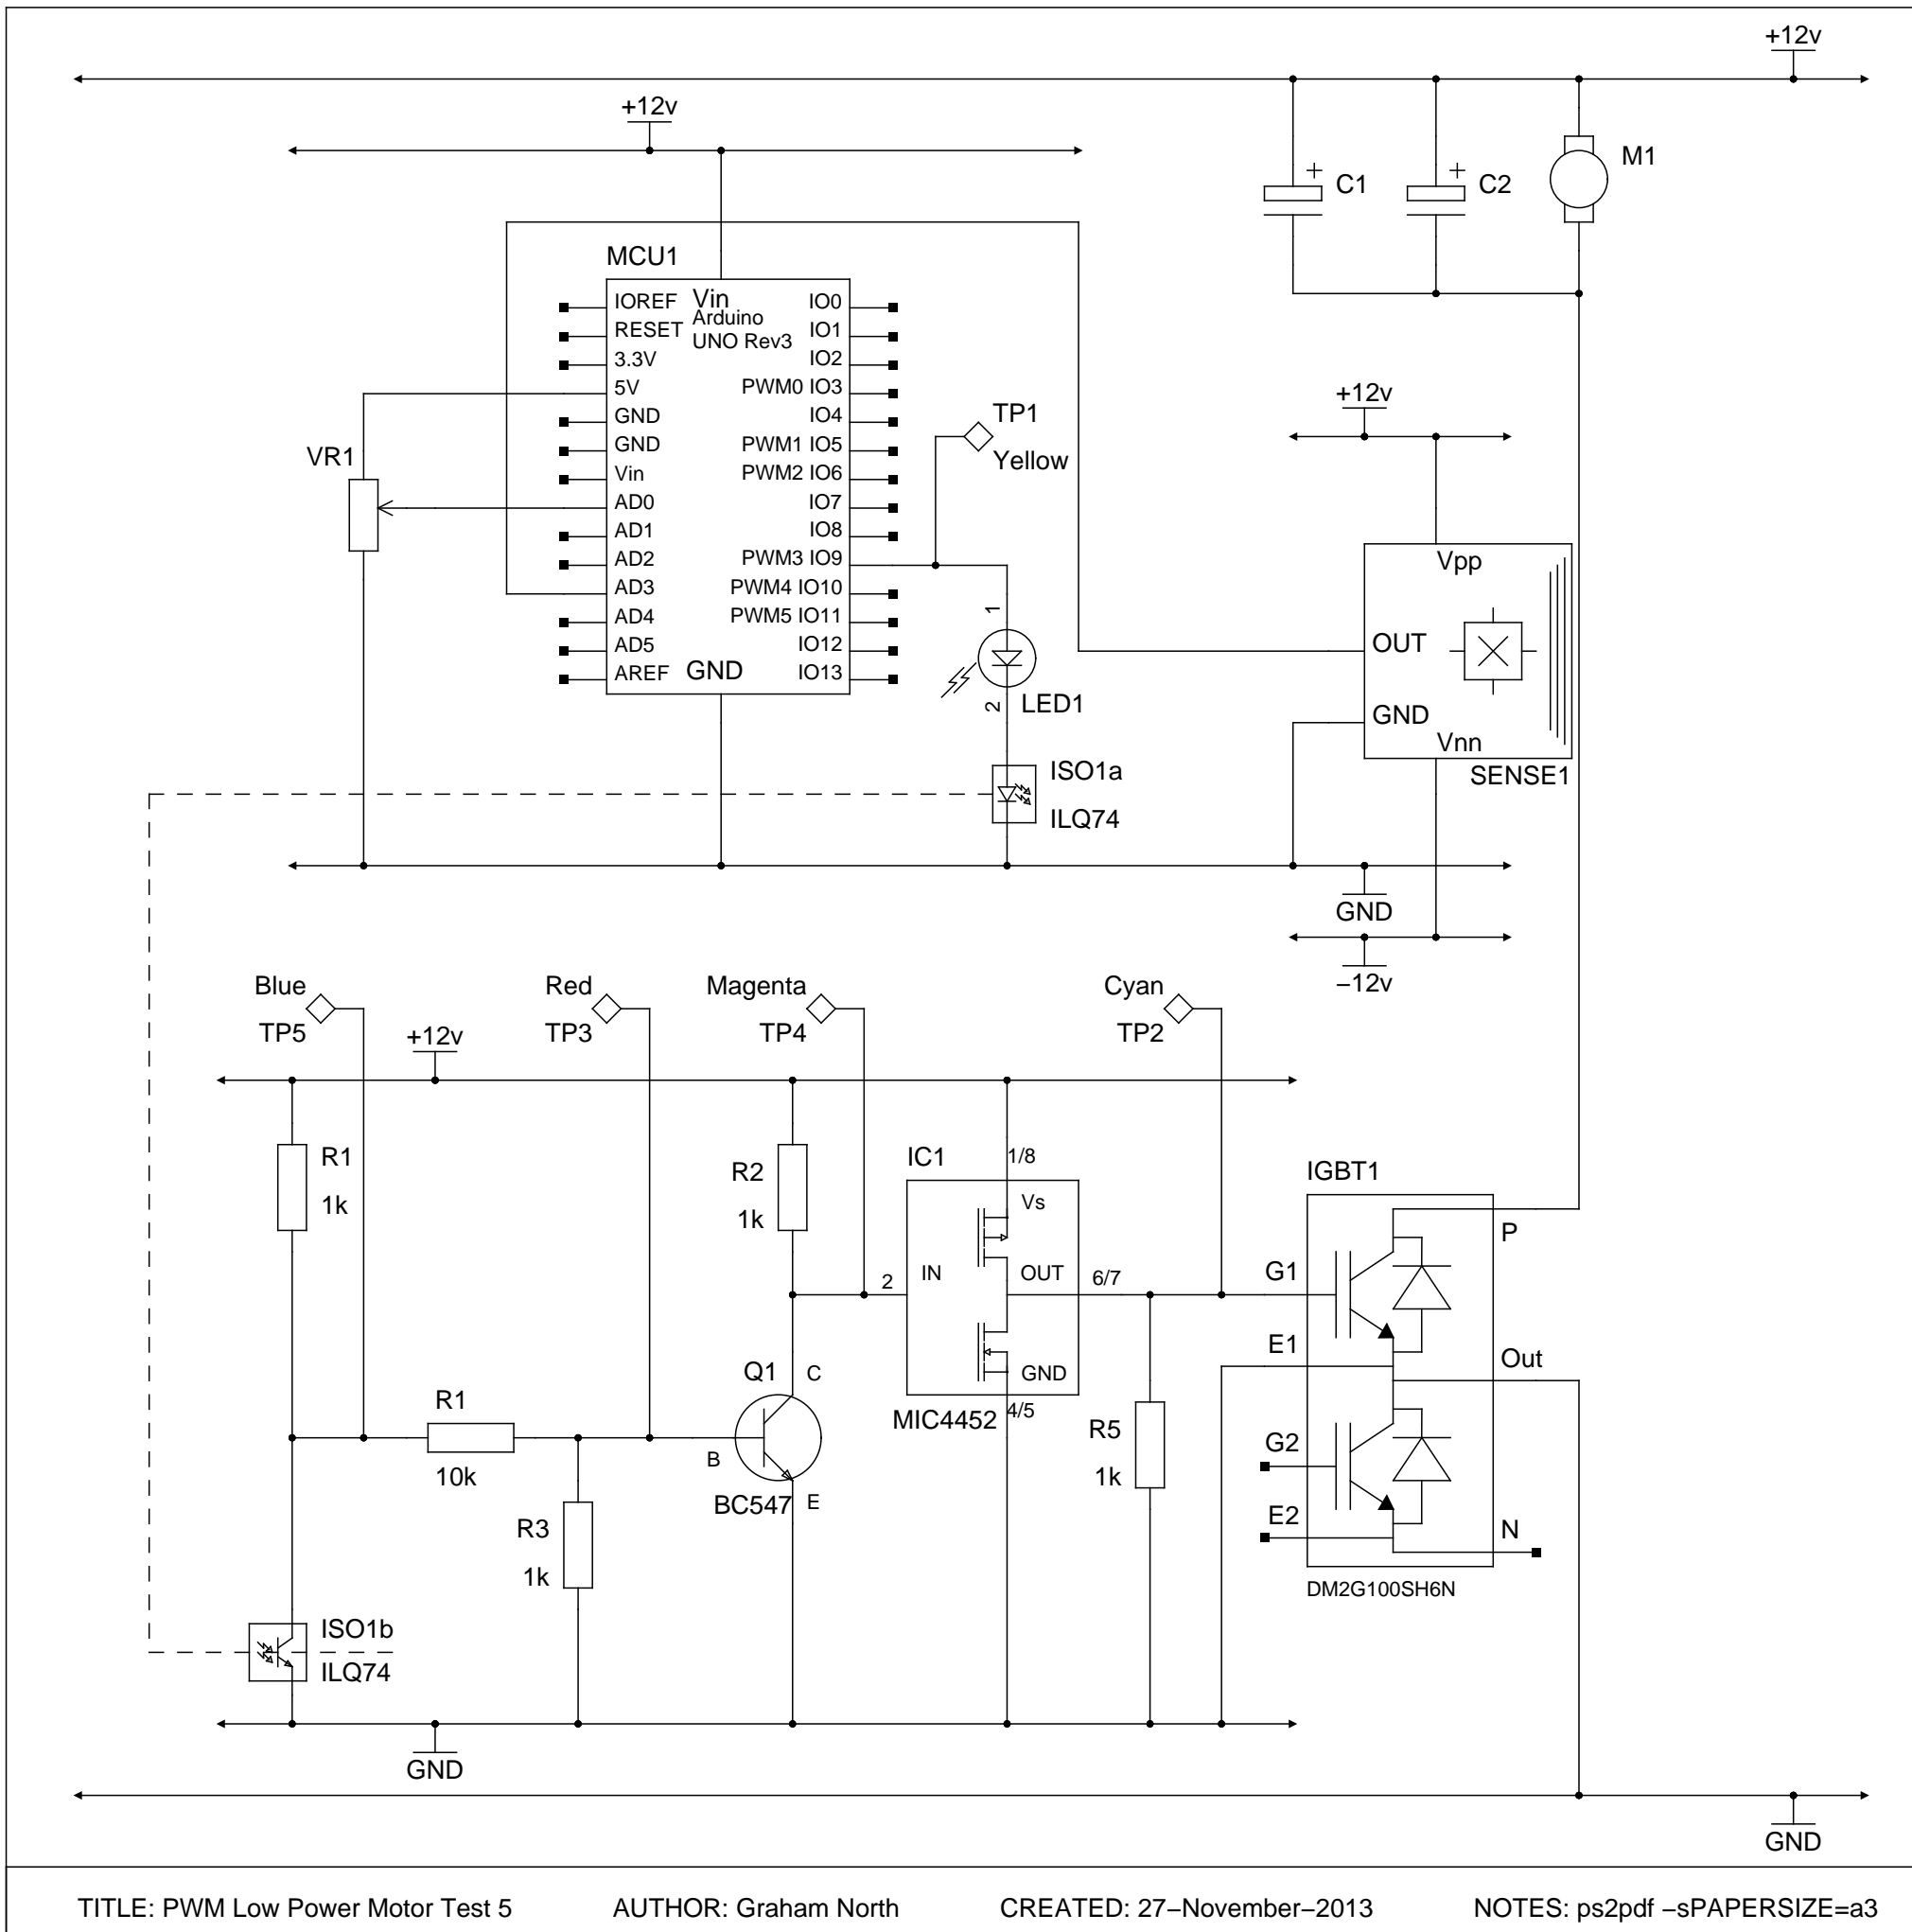 +12v
+12v
M1
+
C1
+
C2
MCU1
IOREF
Vin
IO0
Arduino
RESET
UNO Rev3
IO1
3.3V
IO2
5V
PWM0 IO3
+12v
GND
IO4
TP1
GND
PWM1 IO5
Yellow
VR1
Vin
PWM2 IO6
AD0
IO7
AD1
IO8
AD2
PWM3 IO9
Vpp
AD3
PWM4 IO10
AD4
PWM5 IO11
1
AD5
IO12
OUT
AREF
GND
IO13
2
LED1
GND
Vnn
ISO1a
SENSE1
ILQ74
GND
–12v
Blue
TP5
Red
TP3
Magenta
TP4
Cyan
TP2
+12v
R1
1k
R2
1k
IC1
1/8
Vs
IGBT1
P
2
IN
OUT
6/7
G1
E1
Out
Q1
C
GND
MIC4452
4/5
R1
10k
B
BC547
E
R5
1k
G2
R3
1k
E2
N
DM2G100SH6N
ISO1b
ILQ74
GND
GND
TITLE: PWM Low Power Motor Test 5
AUTHOR: Graham North
CREATED: 27–November–2013
NOTES: ps2pdf –sPAPERSIZE=a3